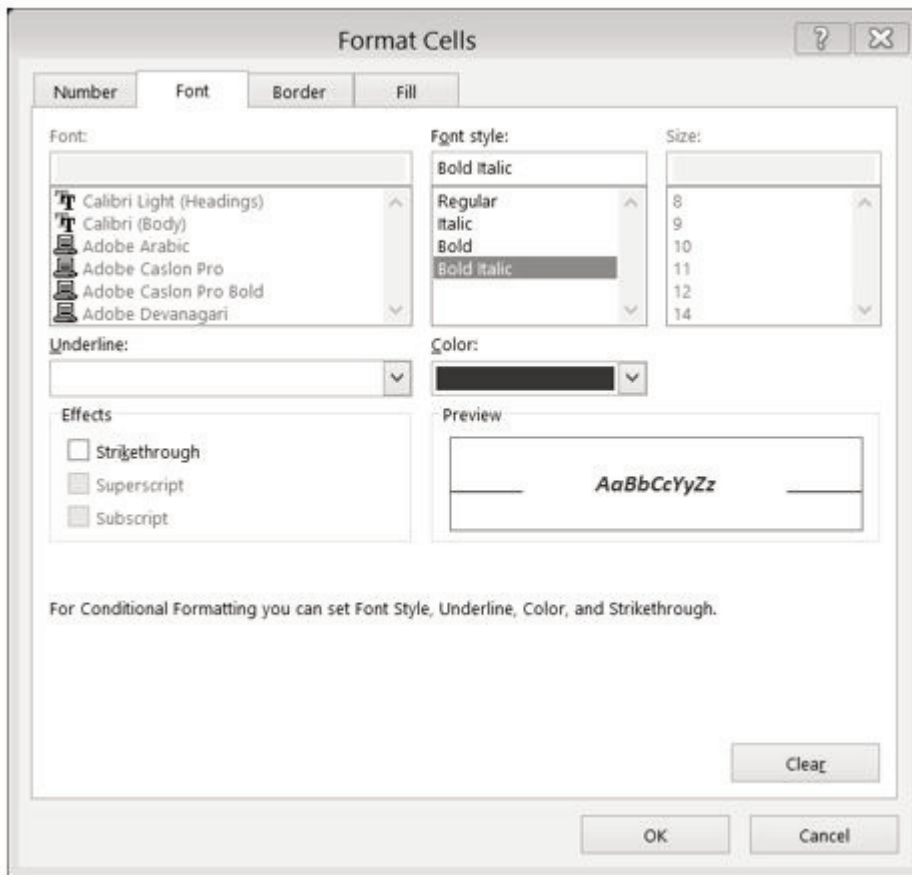 Format Cells
Number Font Border Fill
Font: Font style: Size:
Bold Italic
Calibri Light (Headings) Regular 8
Calibri (Body) Italic 9
Adobe Arabic Bold 10
Adobe Caslon Pro Bold Italic 11
Adobe Caslon Pro Bold 12
Adobe Devanagari 14
Underline: Color:
Effects Preview
Strikethrough
Superscript AaBbCcYyZz
Subscript
For Conditional Formatting you can set Font Style, Underline, Color, and Strikethrough.
Clear
OK Cancel